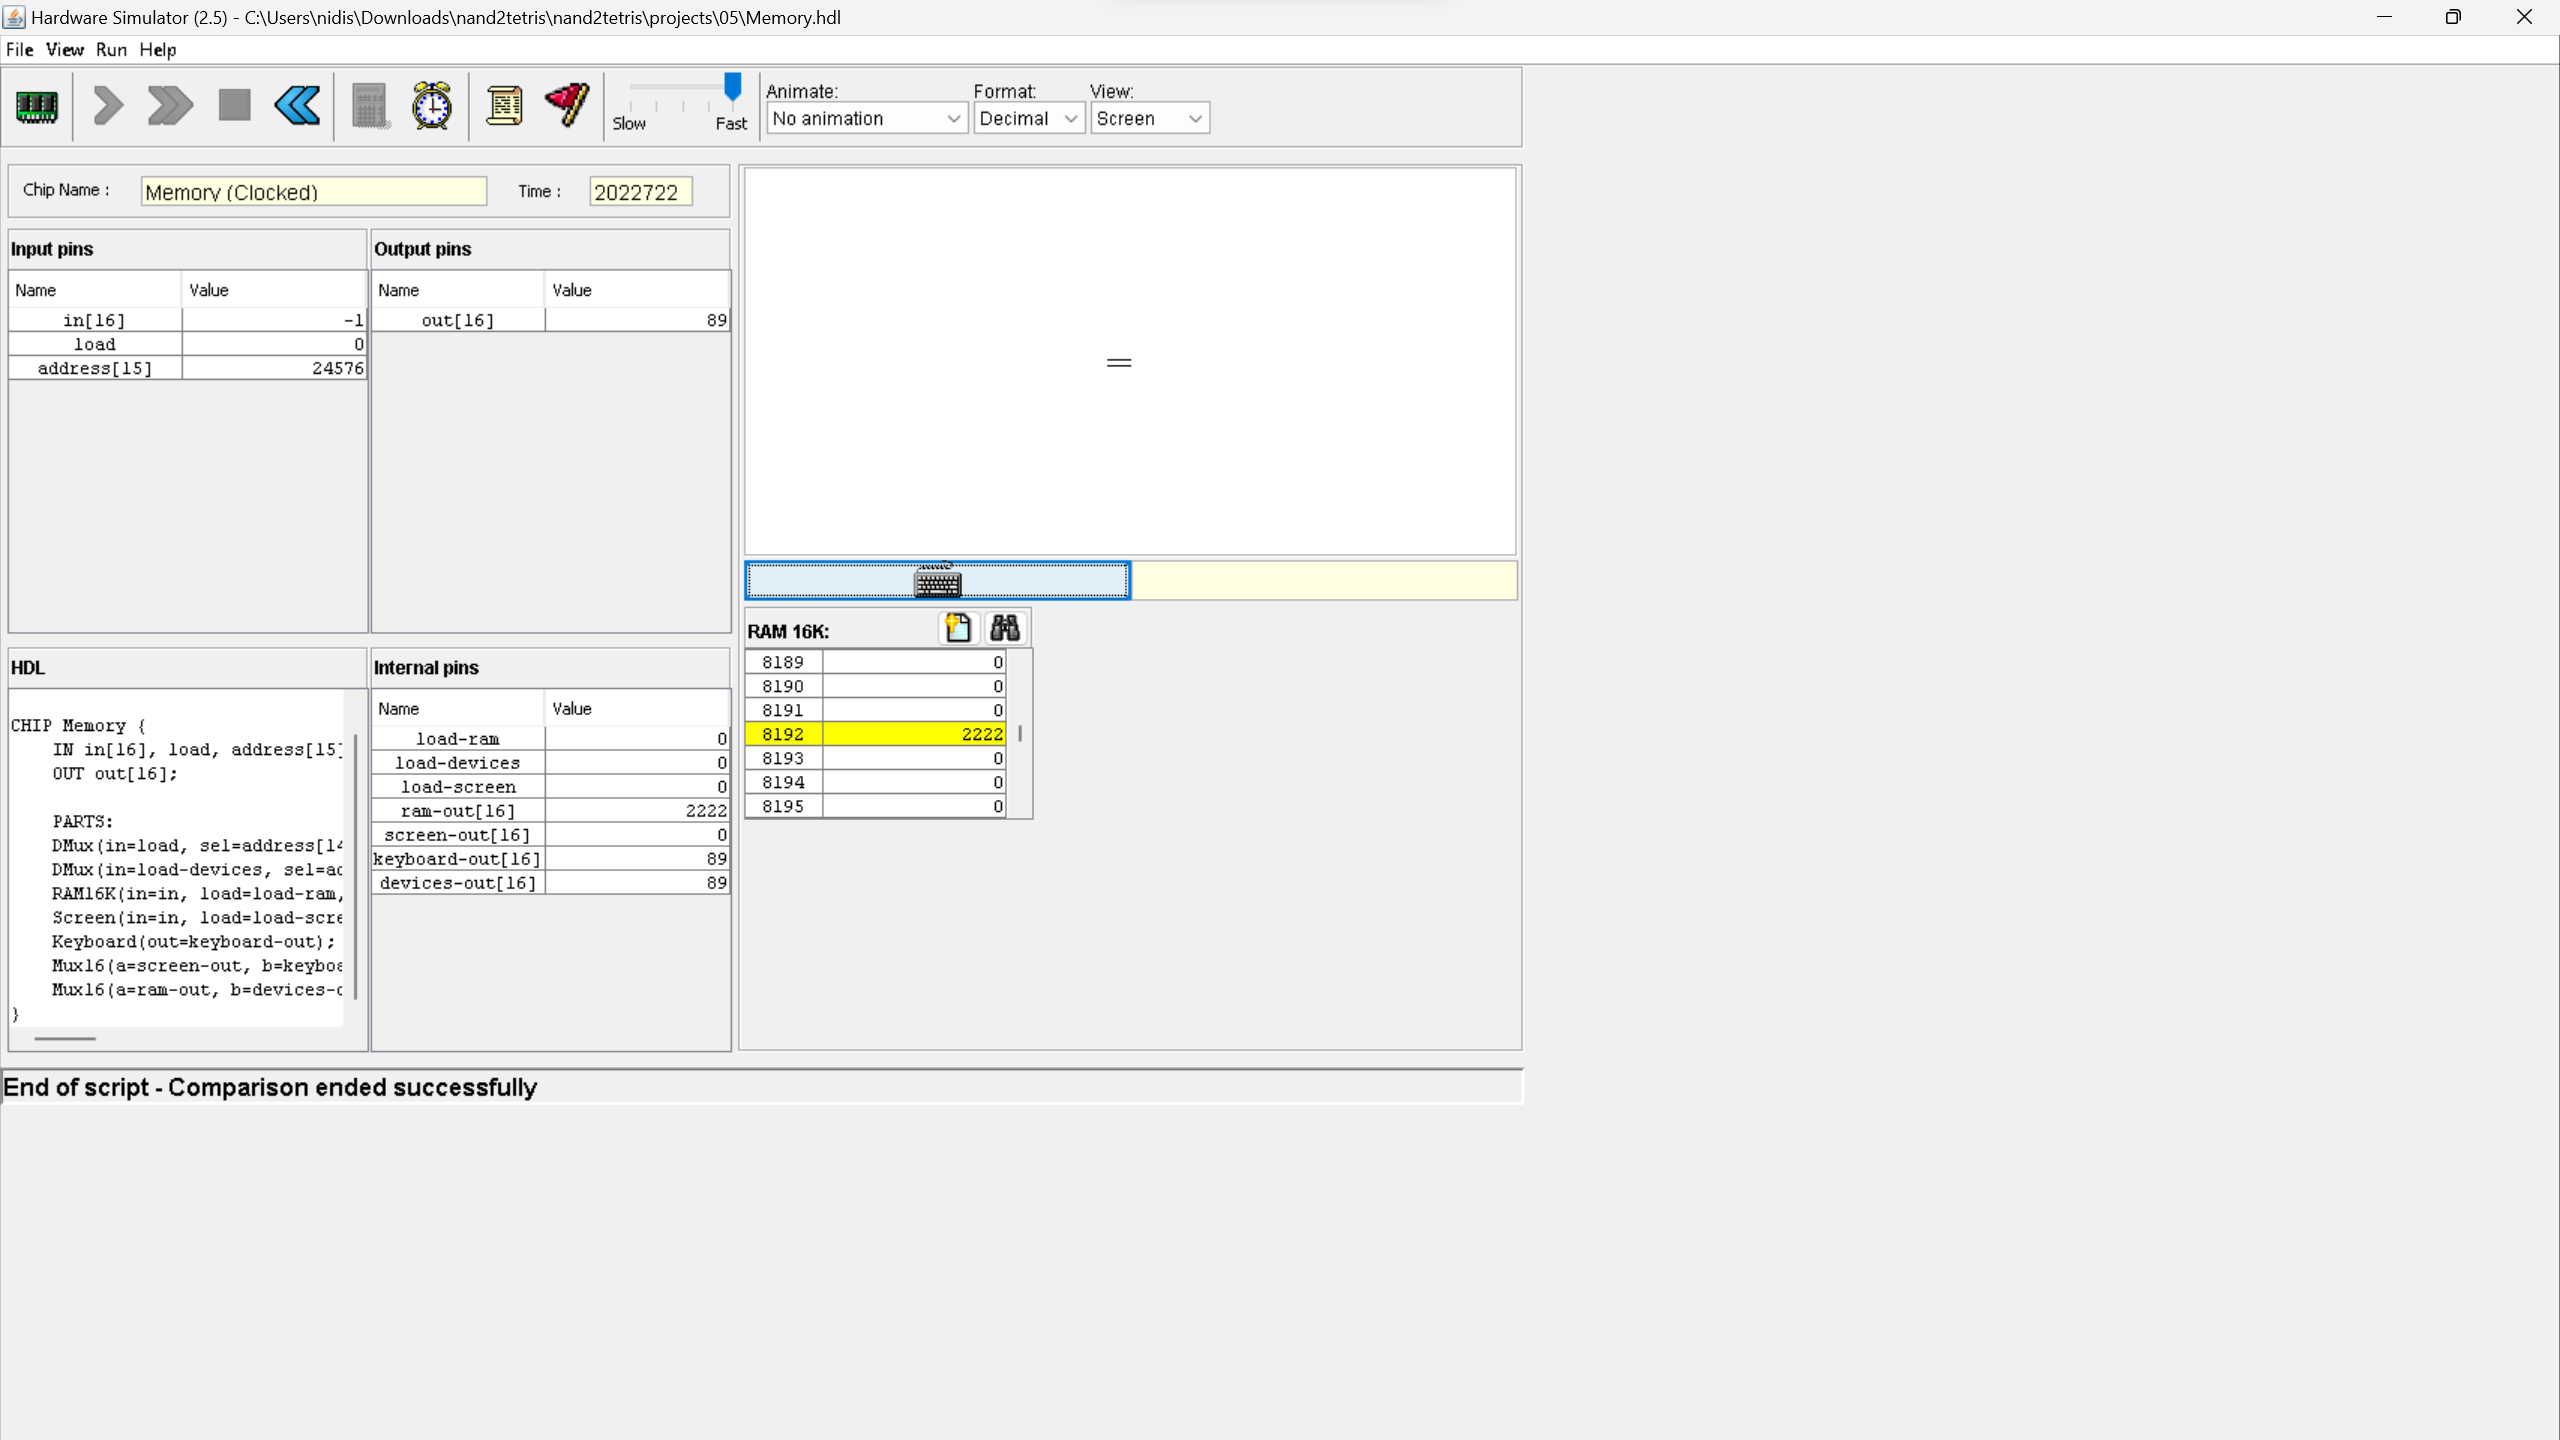 Hardware Simulator (2.5) - C:\Users\nidis\Downloads\nand2tetris\nand2tetris\projects\05\Memory.hdl
File View Run Help
Slow Fast
Animate: Format: View:
No animation Decimal Screen
Chip Name : Memory (Clocked) Time : 2022722
Input pins
Name Value
in[16] -1
load 0
address[15] 24576
Output pins
Name Value
out[16] 89
HDL
CHIP Memory {
IN in[16], load, address[15]
OUT out[16];
PARTS:
DMux(in=load, sel=address[14
DMux(in=load-devices, sel=ad
RAM16K(in=in, load=load-ram,
Screen(in=in, load=load-scre
Keyboard(out=keyboard-out);
Mux16(a=screen-out, b=keyboa
Mux16(a=ram-out, b=devices-o
}
Internal pins
Name Value
load-ram 0
load-devices 0
load-screen 0
ram-out[16] 2222
screen-out[16] 0
keyboard-out[16] 89
devices-out[16] 89
RAM 16K:
8189 0
8190 0
8191 0
8192 2222
8193 0
8194 0
8195 0
End of script - Comparison ended successfully